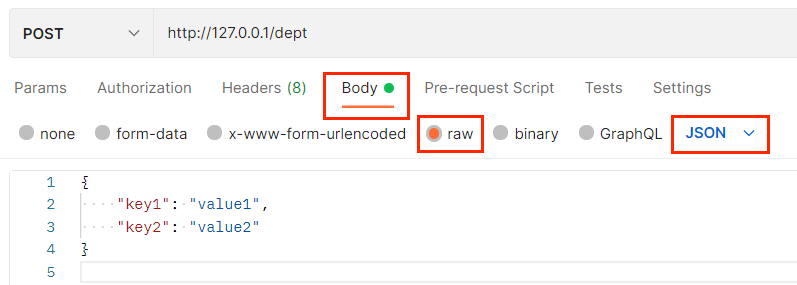 POST http://127.0.0.1/dept
Params Authorization Headers (8) Body Pre-request Script Tests Settings
none form-data x-www-form-urlencoded raw binary GraphQL JSON
1 {
2 "key1": "value1",
3 "key2": "value2"
4 }
5